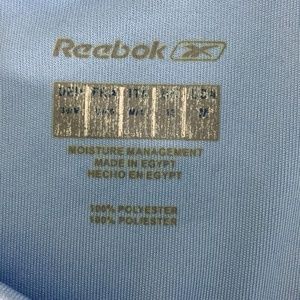 Reebok
MOISTURE MANAGEMENT
MADE IN EGYPT
HECHO EN EGYPT
100% POLYESTER
100% POLIESTER